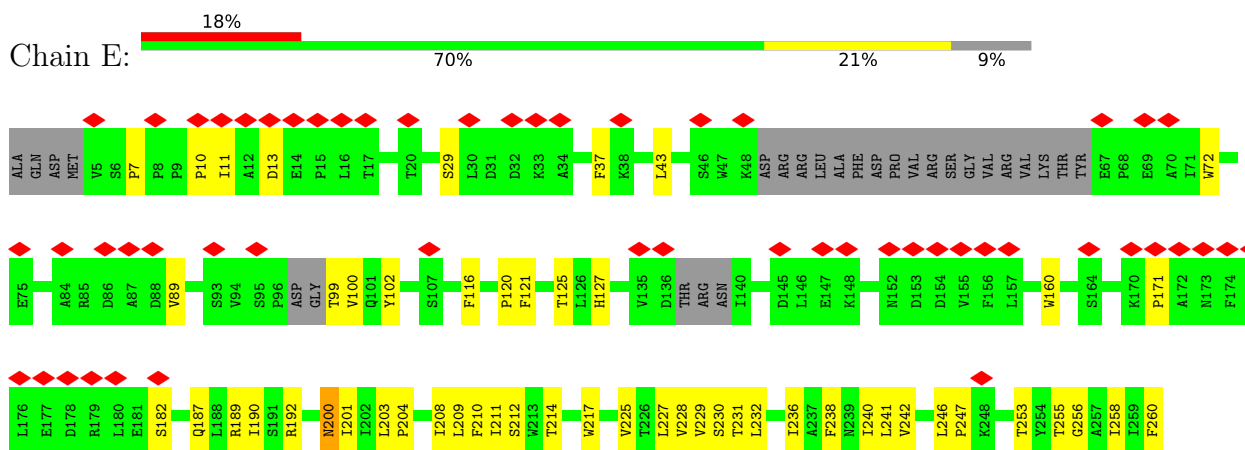 18%
Chain E:
70% 21% 9%
ALA GLN ASP MET V5 S6 P7 P8 P9 P10 I11 A12 D13 E14 P15 L16 T17 T20 S29 L30 D31 D32 K33 A34 F37 K38 L43 S46 W47 K48 ASP ARG ARG LEU ALA PHE ASP PRO VAL ARG SER GLY VAL ARG VAL LYS THR TYR E67 P68 E69 A70 I71 W72
E75 A84 R85 D86 A87 D88 V89 S93 V94 S95 P96 ASP GLY T99 V100 Q101 Y102 S107 F116 P120 F121 T125 L126 H127 V135 D136 THR ARG ASN I140 D145 L146 E147 K148 N152 D153 D154 V155 F156 L157 W160 S164 K170 P171 A172 N173 F174
L176 E177 D178 R179 L180 E181 S182 Q187 L188 R189 I190 S191 R192 N200 I201 I202 L203 P204 I208 L209 F210 I211 S212 W213 T214 W217 V225 T226 L227 V228 V229 S230 T231 L232 I236 A237 F238 N239 I240 L241 V242 L246 P247 K248 T253 Y254 T255 G256 A257 I258 I259 F260